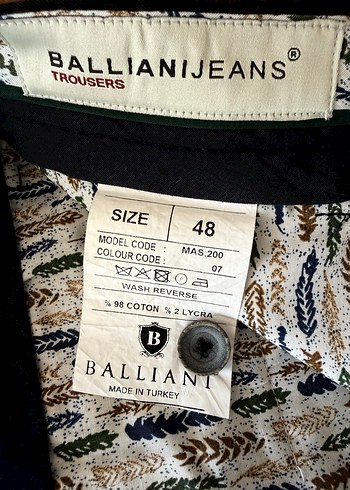 BALLIANIJEANS®
TROUSERS
SIZE 48
MODEL CODE : MAS.200
COLOUR CODE : 07
WASH REVERSE
% 98 COTON % 2 LYCRA
B
BALLIANI
MADE IN TURKEY